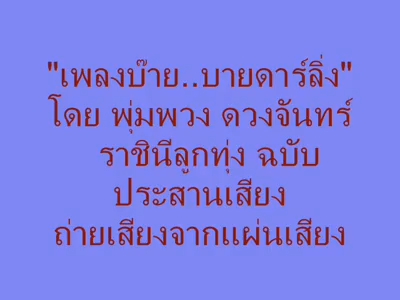 "เพลงบ๊าย..บายดาร์ลิ่ง"
โดย พุ่มพวง ดวงจันทร์
ราชินีลูกทุ่ง ฉบับ
ประสานเสียง
ถ่ายเสียงจากแผ่นเสียง